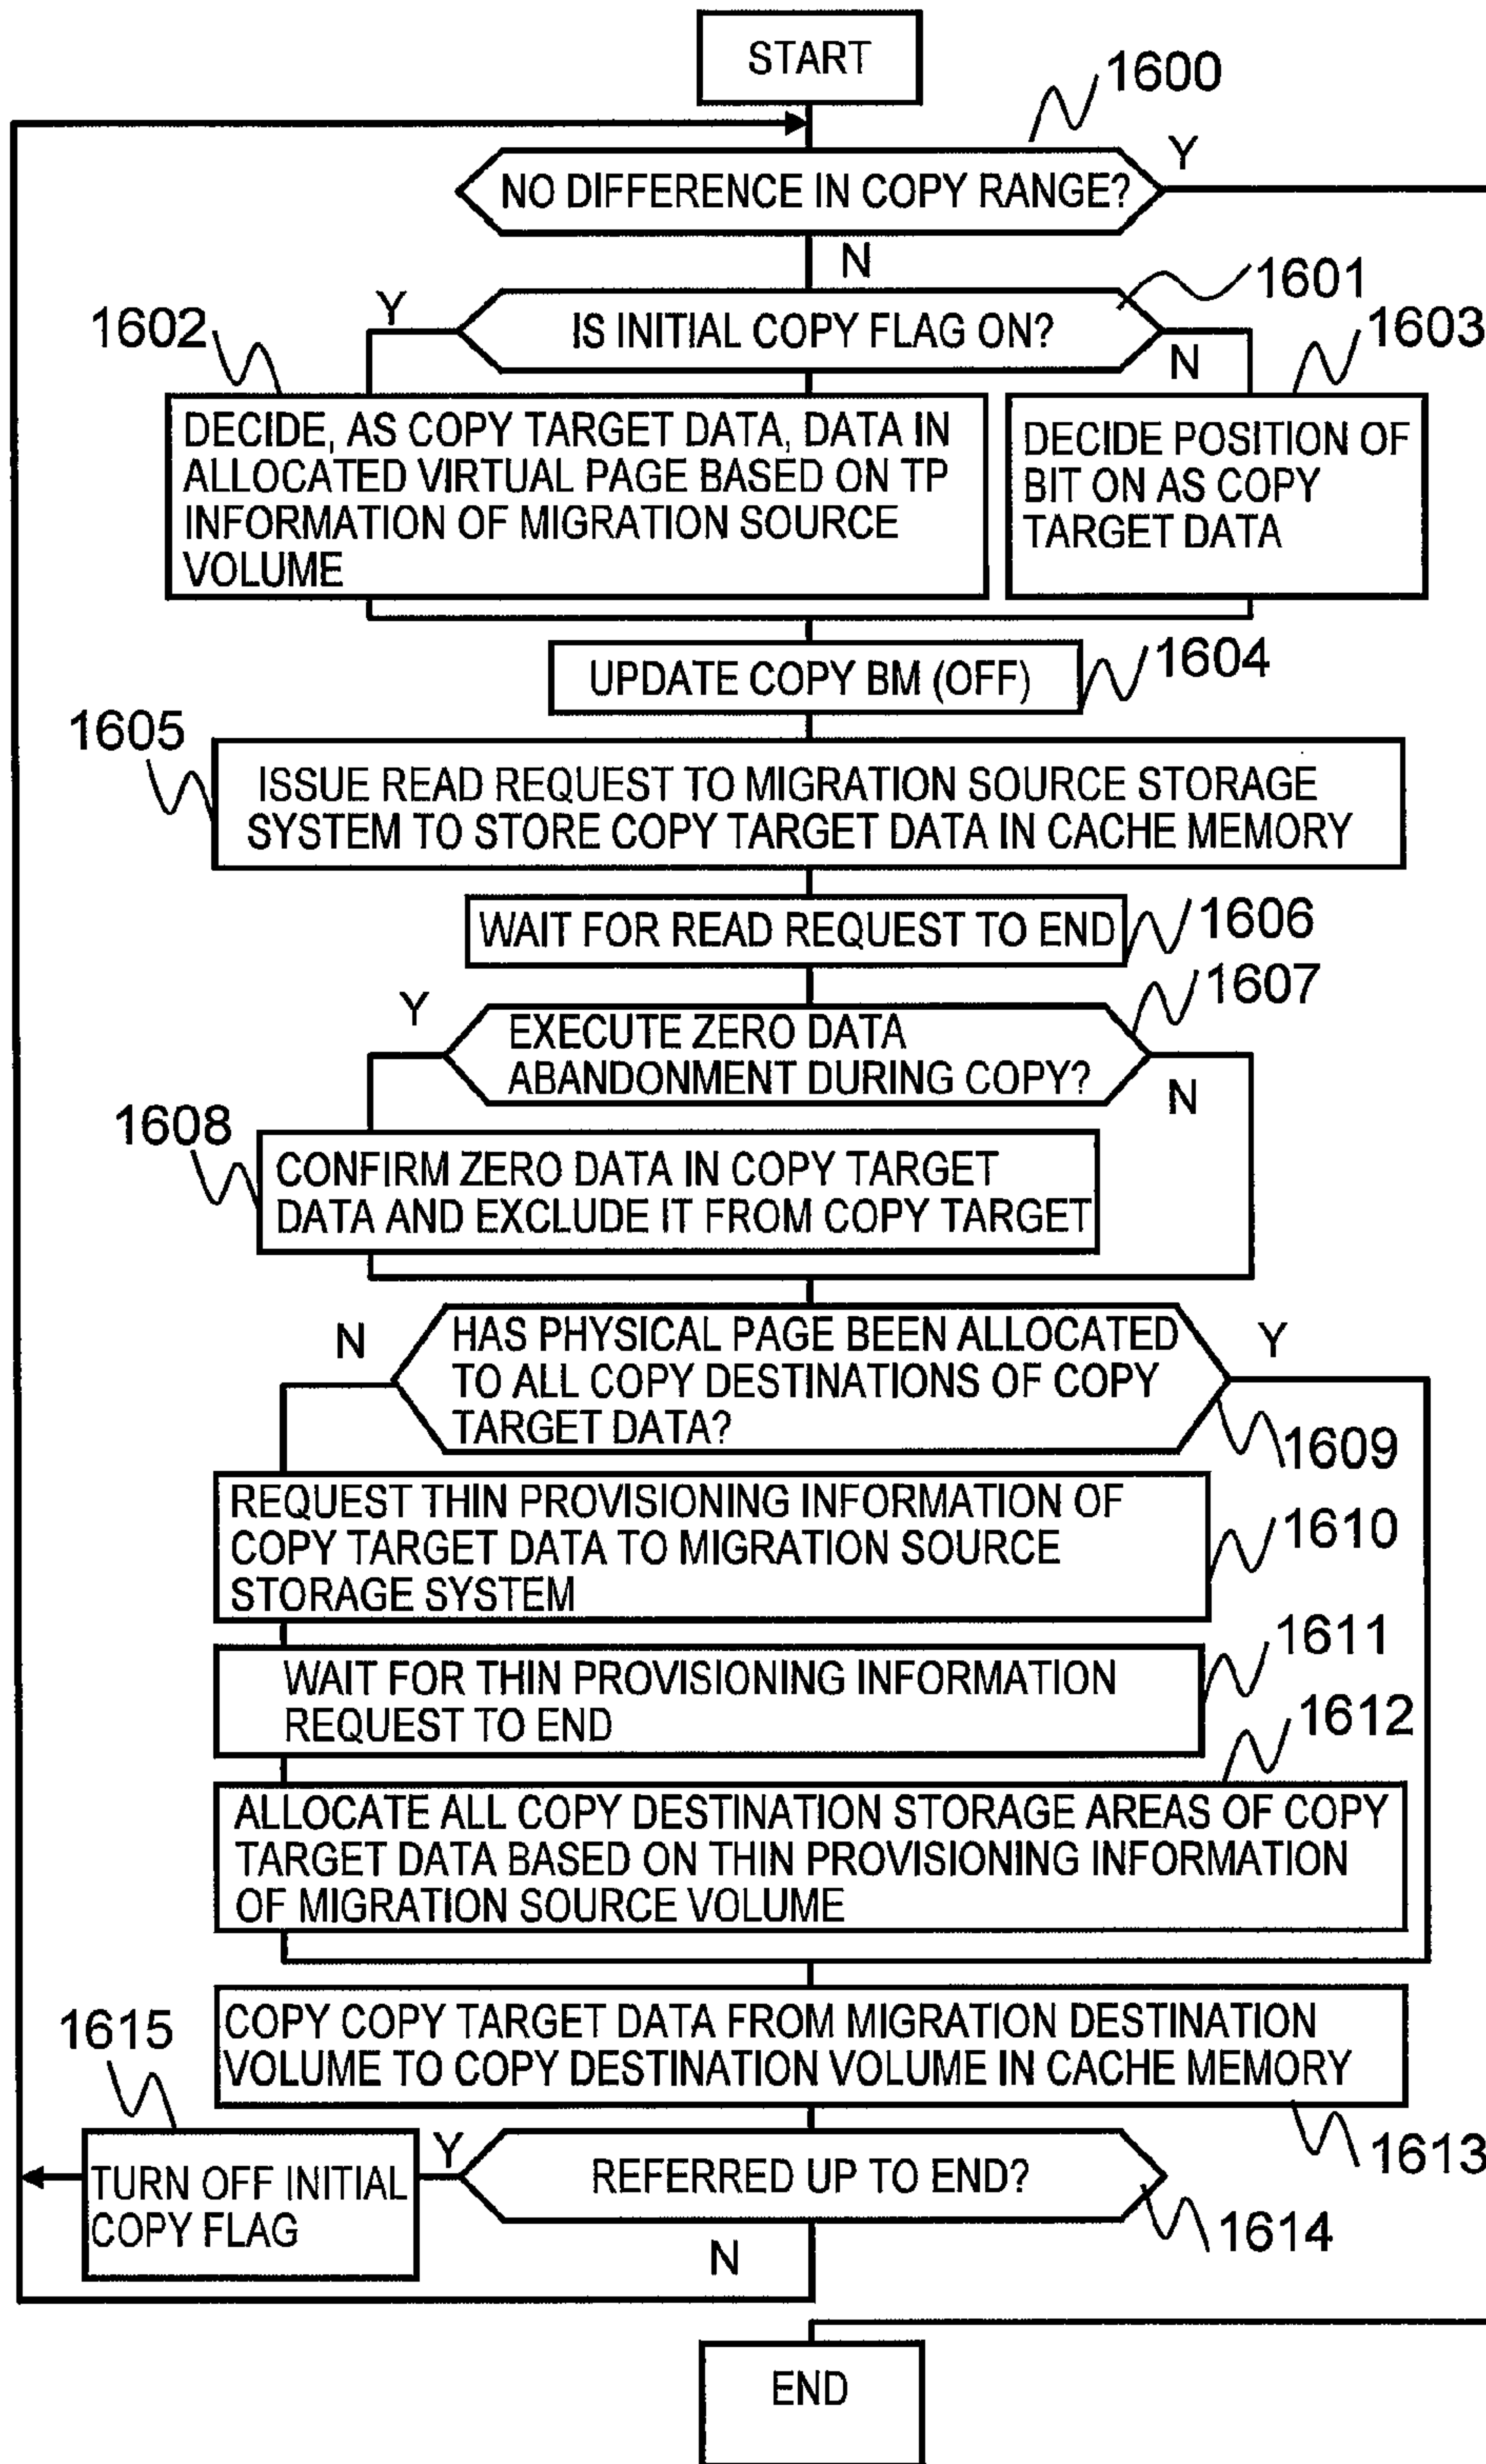 START
1600
Y
NO DIFFERENCE IN COPY RANGE?
N
1601
Y
IS INITIAL COPY FLAG ON?
1602
1603
N
DECIDE, AS COPY TARGET DATA, DATA IN
ALLOCATED VIRTUAL PAGE BASED ON TP
INFORMATION OF MIGRATION SOURCE
VOLUME
DECIDE POSITION OF
BIT ON AS COPY
TARGET DATA
UPDATE COPY BM (OFF)
1604
1605
ISSUE READ REQUEST TO MIGRATION SOURCE STORAGE
SYSTEM TO STORE COPY TARGET DATA IN CACHE MEMORY
WAIT FOR READ REQUEST TO END
1606
1607
Y
EXECUTE ZERO DATA
ABANDONMENT DURING COPY?
N
1608
CONFIRM ZERO DATA IN COPY TARGET
DATA AND EXCLUDE IT FROM COPY TARGET
N
HAS PHYSICAL PAGE BEEN ALLOCATED
TO ALL COPY DESTINATIONS OF COPY
TARGET DATA?
Y
1609
REQUEST THIN PROVISIONING INFORMATION OF
COPY TARGET DATA TO MIGRATION SOURCE
STORAGE SYSTEM
1610
1611
WAIT FOR THIN PROVISIONING INFORMATION
REQUEST TO END
1612
ALLOCATE ALL COPY DESTINATION STORAGE AREAS OF COPY
TARGET DATA BASED ON THIN PROVISIONING INFORMATION
OF MIGRATION SOURCE VOLUME
1615
COPY COPY TARGET DATA FROM MIGRATION DESTINATION
VOLUME TO COPY DESTINATION VOLUME IN CACHE MEMORY
1613
Y
TURN OFF INITIAL
COPY FLAG
REFERRED UP TO END?
1614
N
END